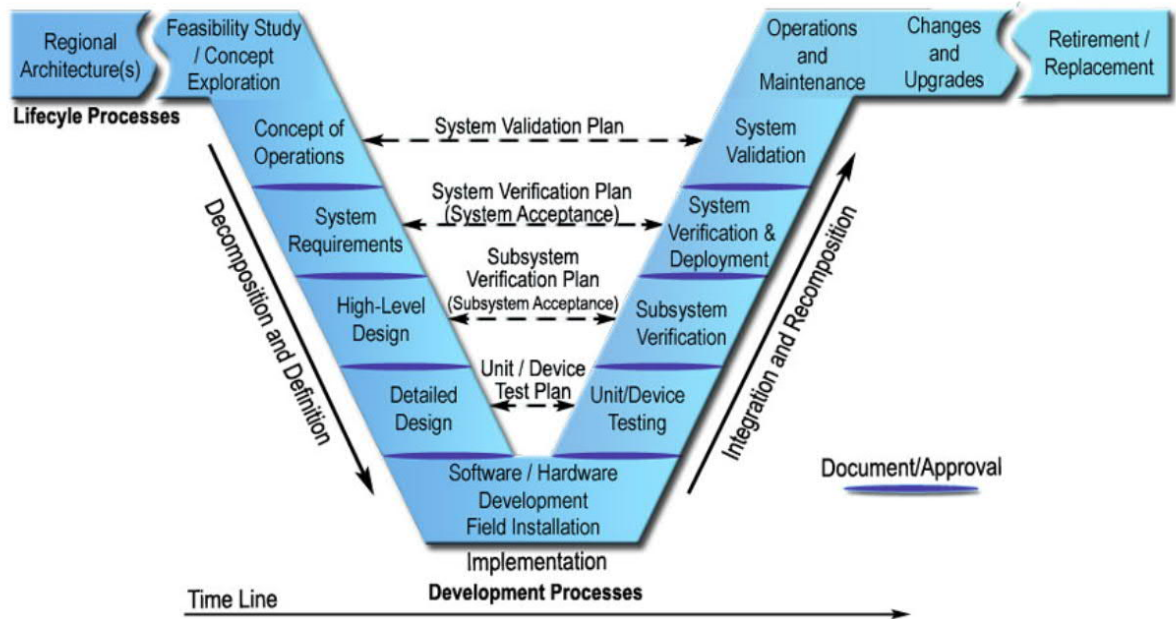 Regional
Architecture(s)
Feasibility Study
/ Concept
Exploration
Operations
and
Maintenance
Changes
and
Upgrades
Retirement /
Replacement
Lifecyle Processes
Concept of
Operations
System Validation Plan
System
Validation
System
Requirements
System Verification Plan
(System Acceptance)
System
Verification &
Deployment
High-Level
Design
Subsystem
Verification Plan
(Subsystem Acceptance)
Subsystem
Verification
Detailed
Design
Unit / Device
Test Plan
Unit/Device
Testing
Decomposition and Definition
Integration and Recomposition
Software / Hardware
Development
Field Installation
Document/Approval
Implementation
Development Processes
Time Line